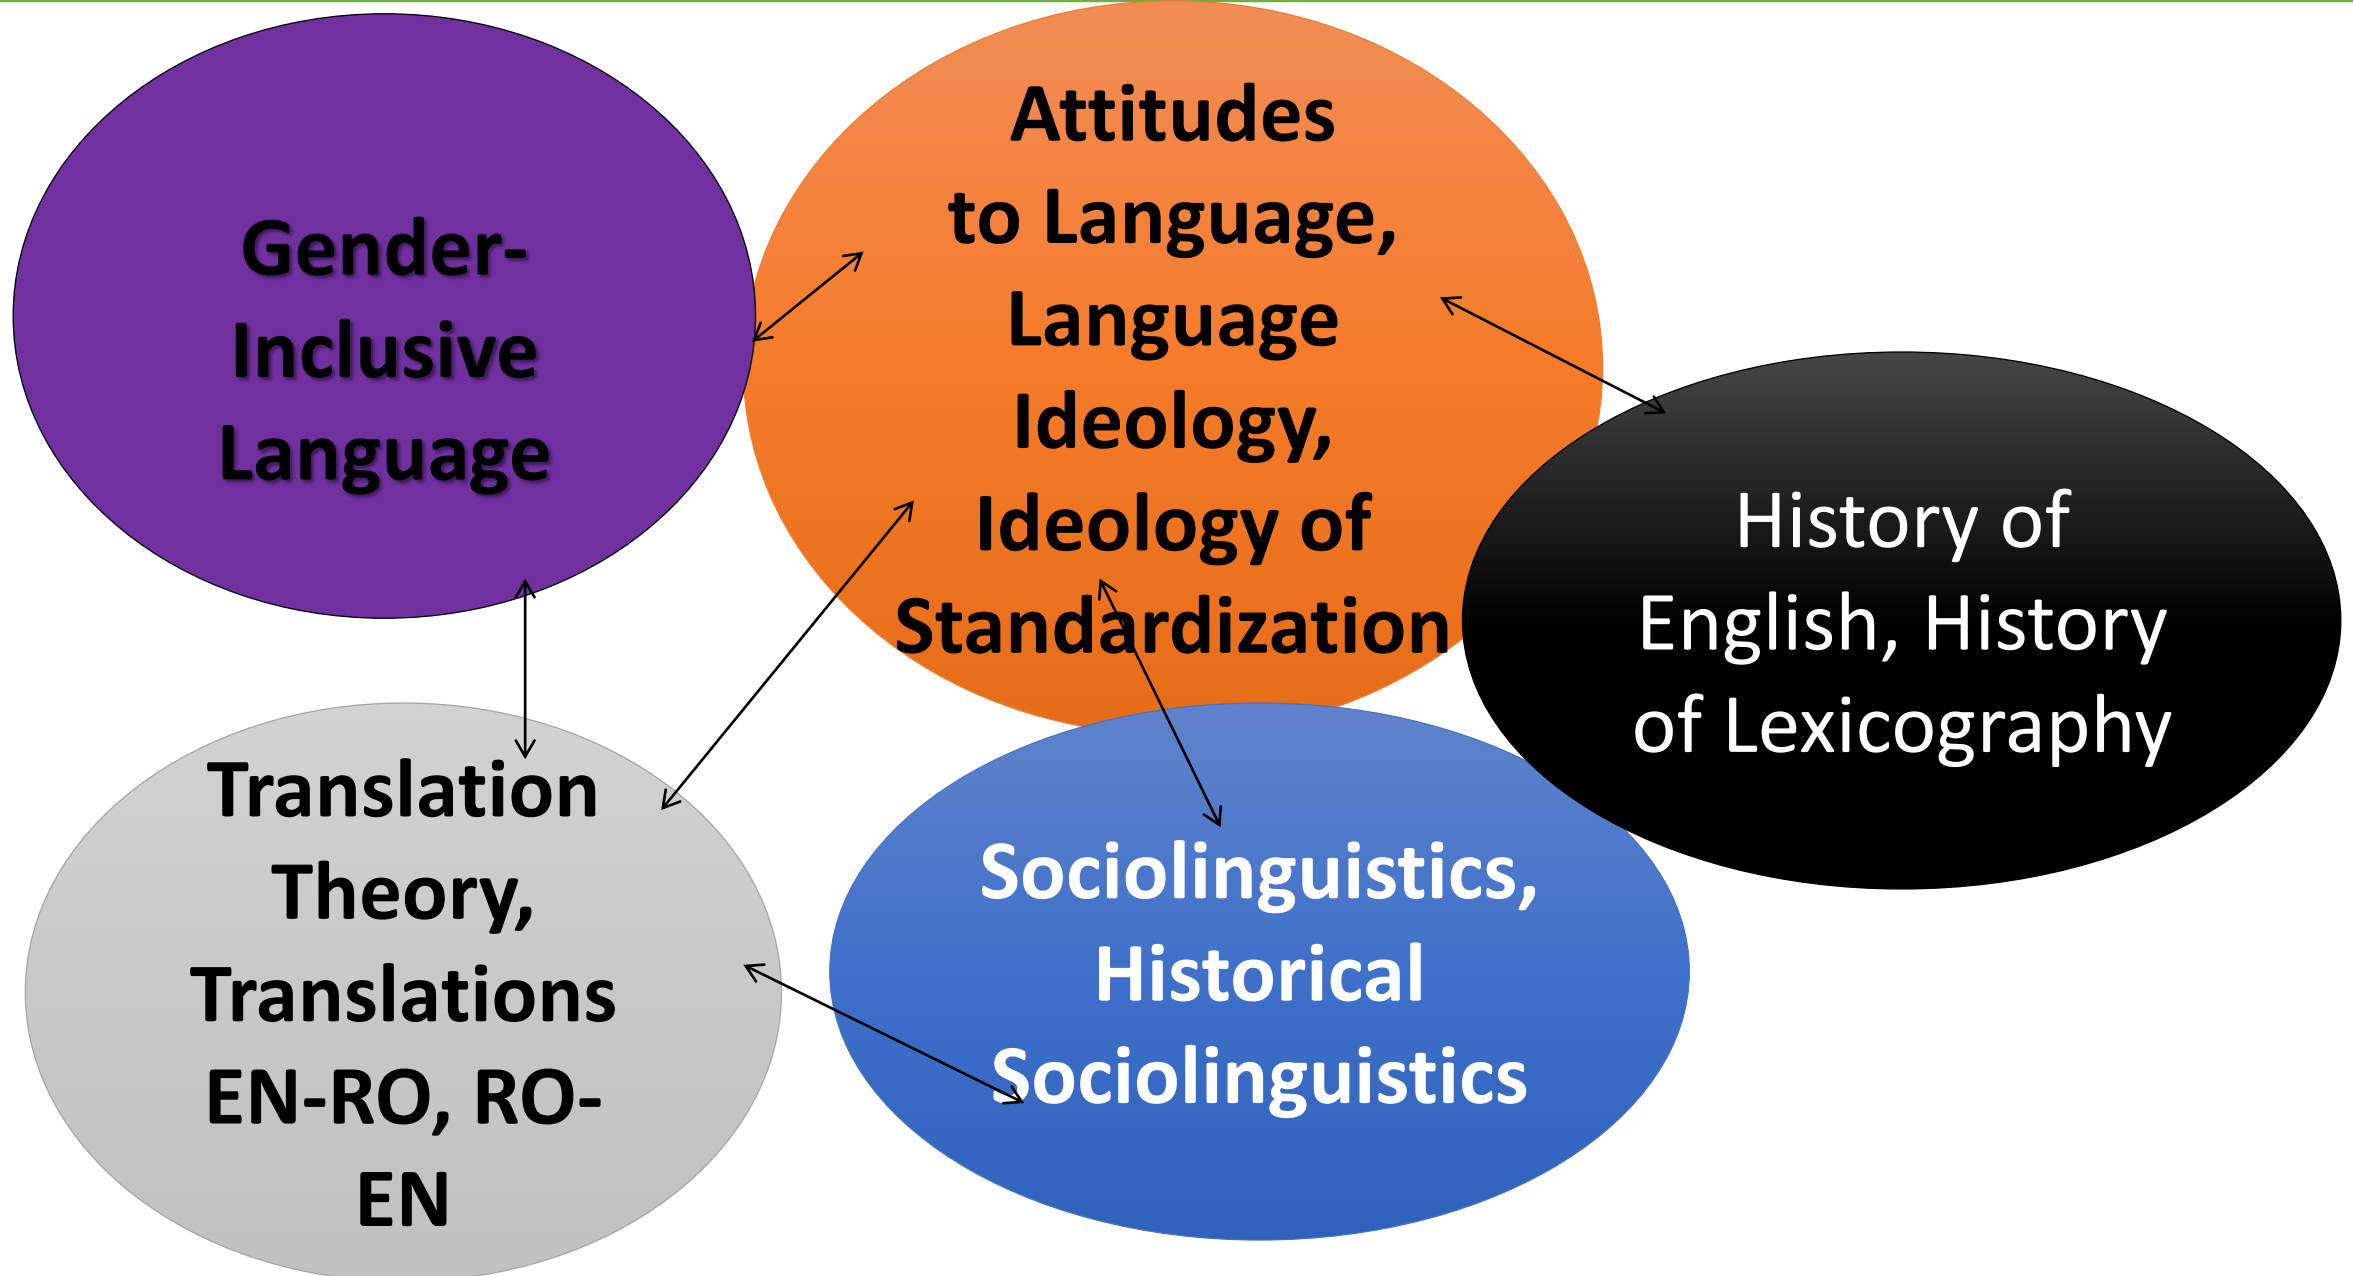 Gender-
Inclusive
Language
Attitudes
to Language,
Language
Ideology,
Ideology of
Standardization
History of
English, History
of Lexicography
Translation
Theory,
Translations
EN-RO, RO-
EN
Sociolinguistics,
Historical
Sociolinguistics